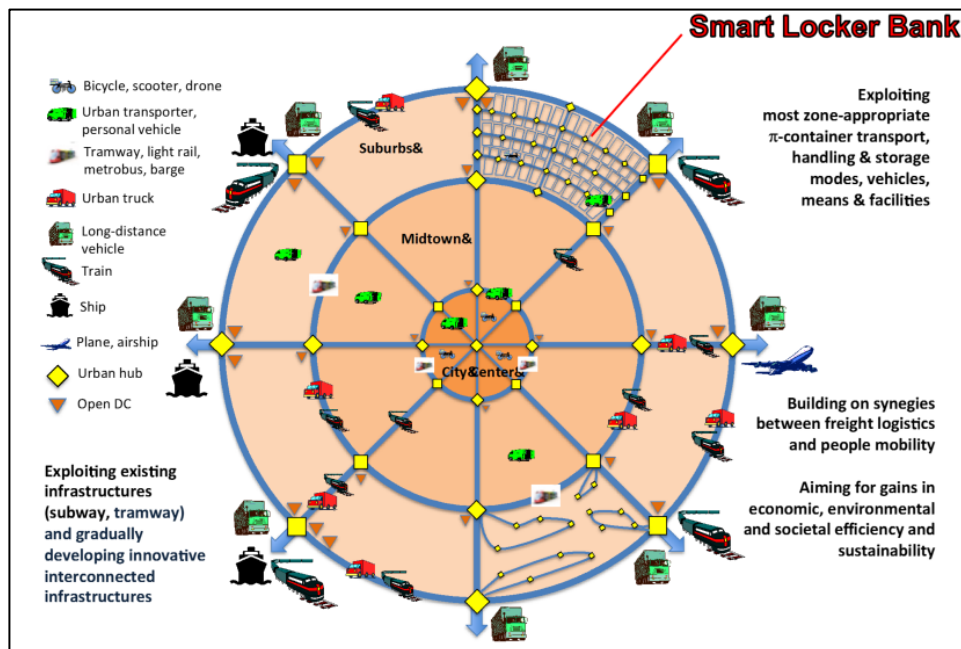 Smart Locker Bank
Bicycle, scooter, drone
Urban transporter,
personal vehicle
Tramway, light rail,
metrobus, barge
Urban truck
Long-distance
vehicle
Train
Ship
Plane, airship
Urban hub
Open DC
Suburbs&
Midtown&
City&Center&
Exploiting
most zone-appropriate
π-container transport,
handling & storage
modes, vehicles,
means & facilities
Building on synegies
between freight logistics
and people mobility
Aiming for gains in
economic, environmental
and societal efficiency and
sustainability
Exploiting existing
infrastructures
(subway, tramway)
and gradually
developing innovative
interconnected
infrastructures